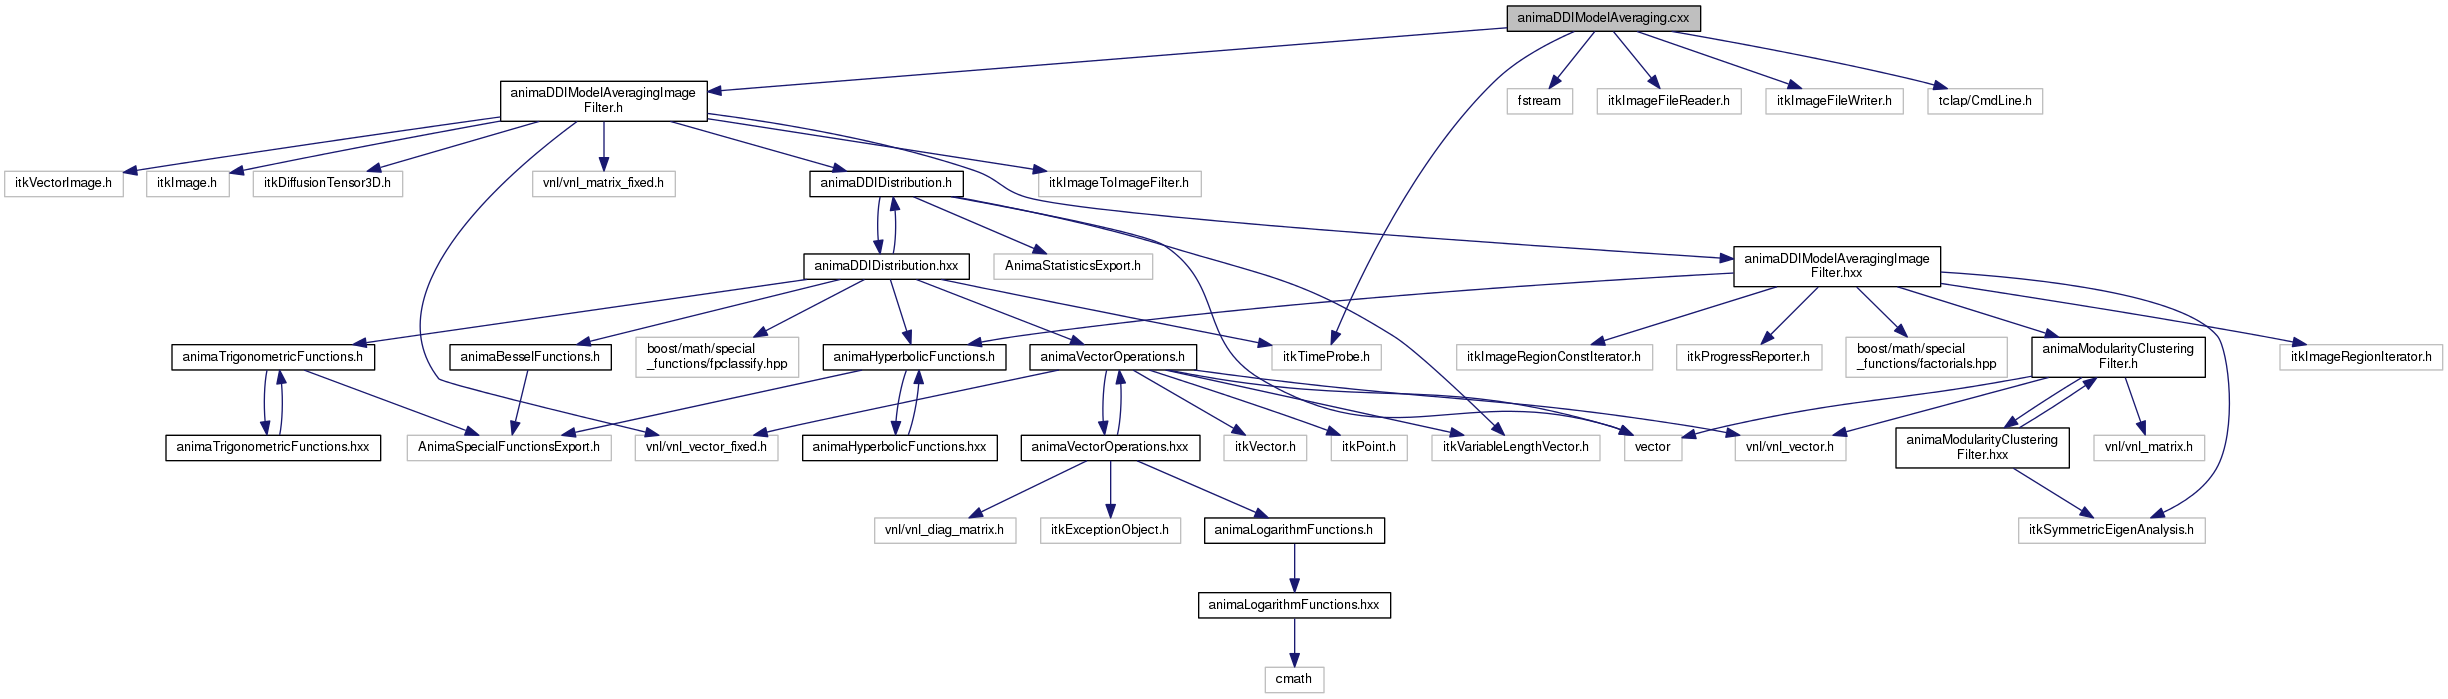 animaDDIModelAveraging.cxx
animaDDIModelAveragingImage
Filter.h
fstream
itkImageFileReader.h
itkImageFileWriter.h
tclap/CmdLine.h
itkVectorImage.h
itkImage.h
itkDiffusionTensor3D.h
vnl/vnl_matrix_fixed.h
animaDDIDistribution.h
itkImageToImageFilter.h
animaDDIDistribution.hxx
AnimaStatisticsExport.h
animaDDIModelAveragingImage
Filter.hxx
animaTrigonometricFunctions.h
animaBesselFunctions.h
boost/math/special
_functions/fpclassify.hpp
animaHyperbolicFunctions.h
animaVectorOperations.h
itkTimeProbe.h
itkImageRegionConstIterator.h
itkProgressReporter.h
boost/math/special
_functions/factorials.hpp
animaModularityClustering
Filter.h
itkImageRegionIterator.h
animaTrigonometricFunctions.hxx
AnimaSpecialFunctionsExport.h
vnl/vnl_vector_fixed.h
animaHyperbolicFunctions.hxx
animaVectorOperations.hxx
itkVector.h
itkPoint.h
itkVariableLengthVector.h
vector
vnl/vnl_vector.h
animaModularityClustering
Filter.hxx
vnl/vnl_matrix.h
vnl/vnl_diag_matrix.h
itkExceptionObject.h
animaLogarithmFunctions.h
itkSymmetricEigenAnalysis.h
animaLogarithmFunctions.hxx
cmath